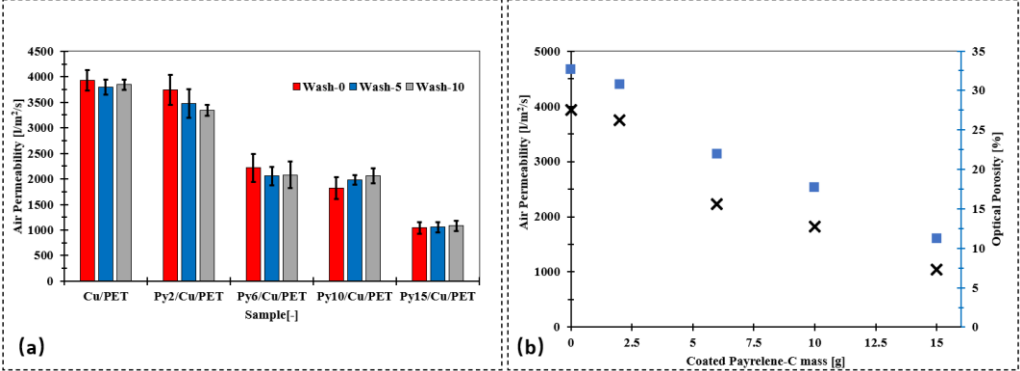 4500
4000
3500
3000
2500
2000
1500
1000
500
0
Air Permeability [l/m²/s]
Wash-0 Wash-5 Wash-10
Cu/PET Py2/Cu/PET Py6/Cu/PET Py10/Cu/PET Py15/Cu/PET
Sample[-]
(a)
5000
4000
3000
2000
1000
0
Air Permeability [l/m²/s]
35
30
25
20
15
10
5
0
Optical Porosity [%]
0 2.5 5 7.5 10 12.5 15
Coated Payrelene-C mass [g]
(b)